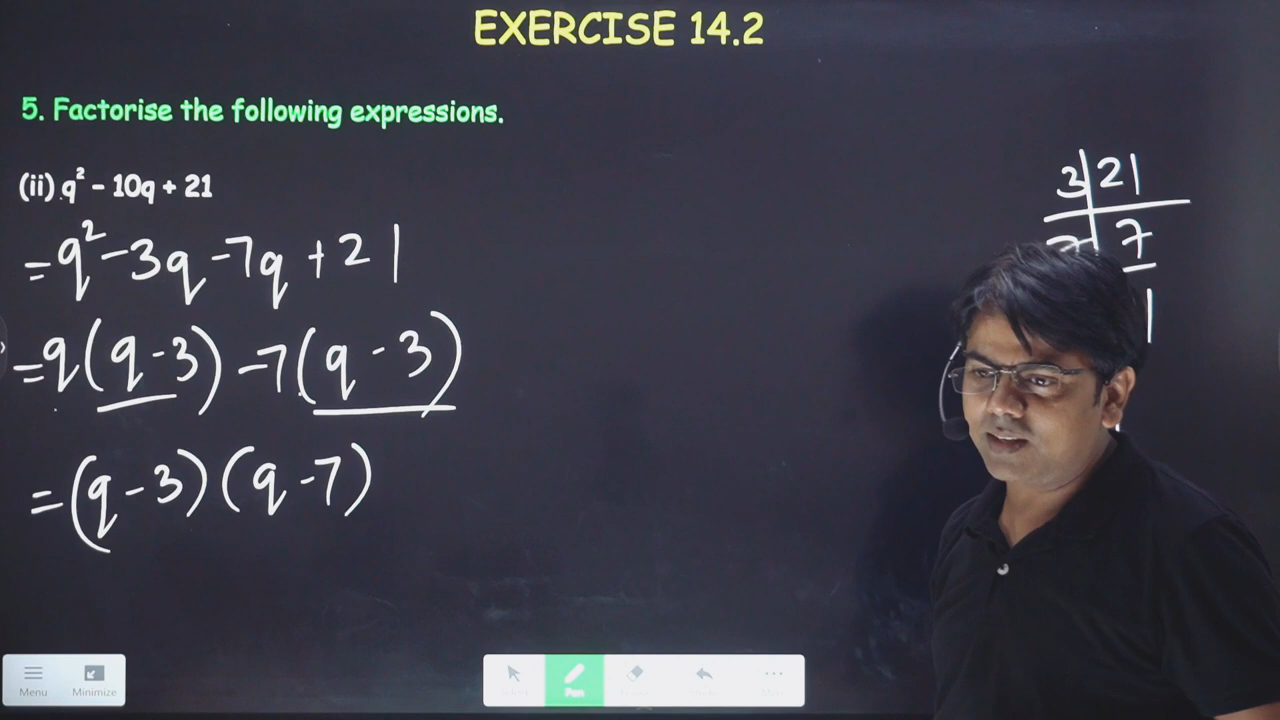 EXERCISE 14.2
5. Factorise the following expressions.
(ii) q² - 10q + 21
= q² - 3q - 7q + 21
= q(q - 3) - 7(q - 3)
= (q - 3)(q - 7)
3 | 21
7
1
Menu
Minimize
Pen